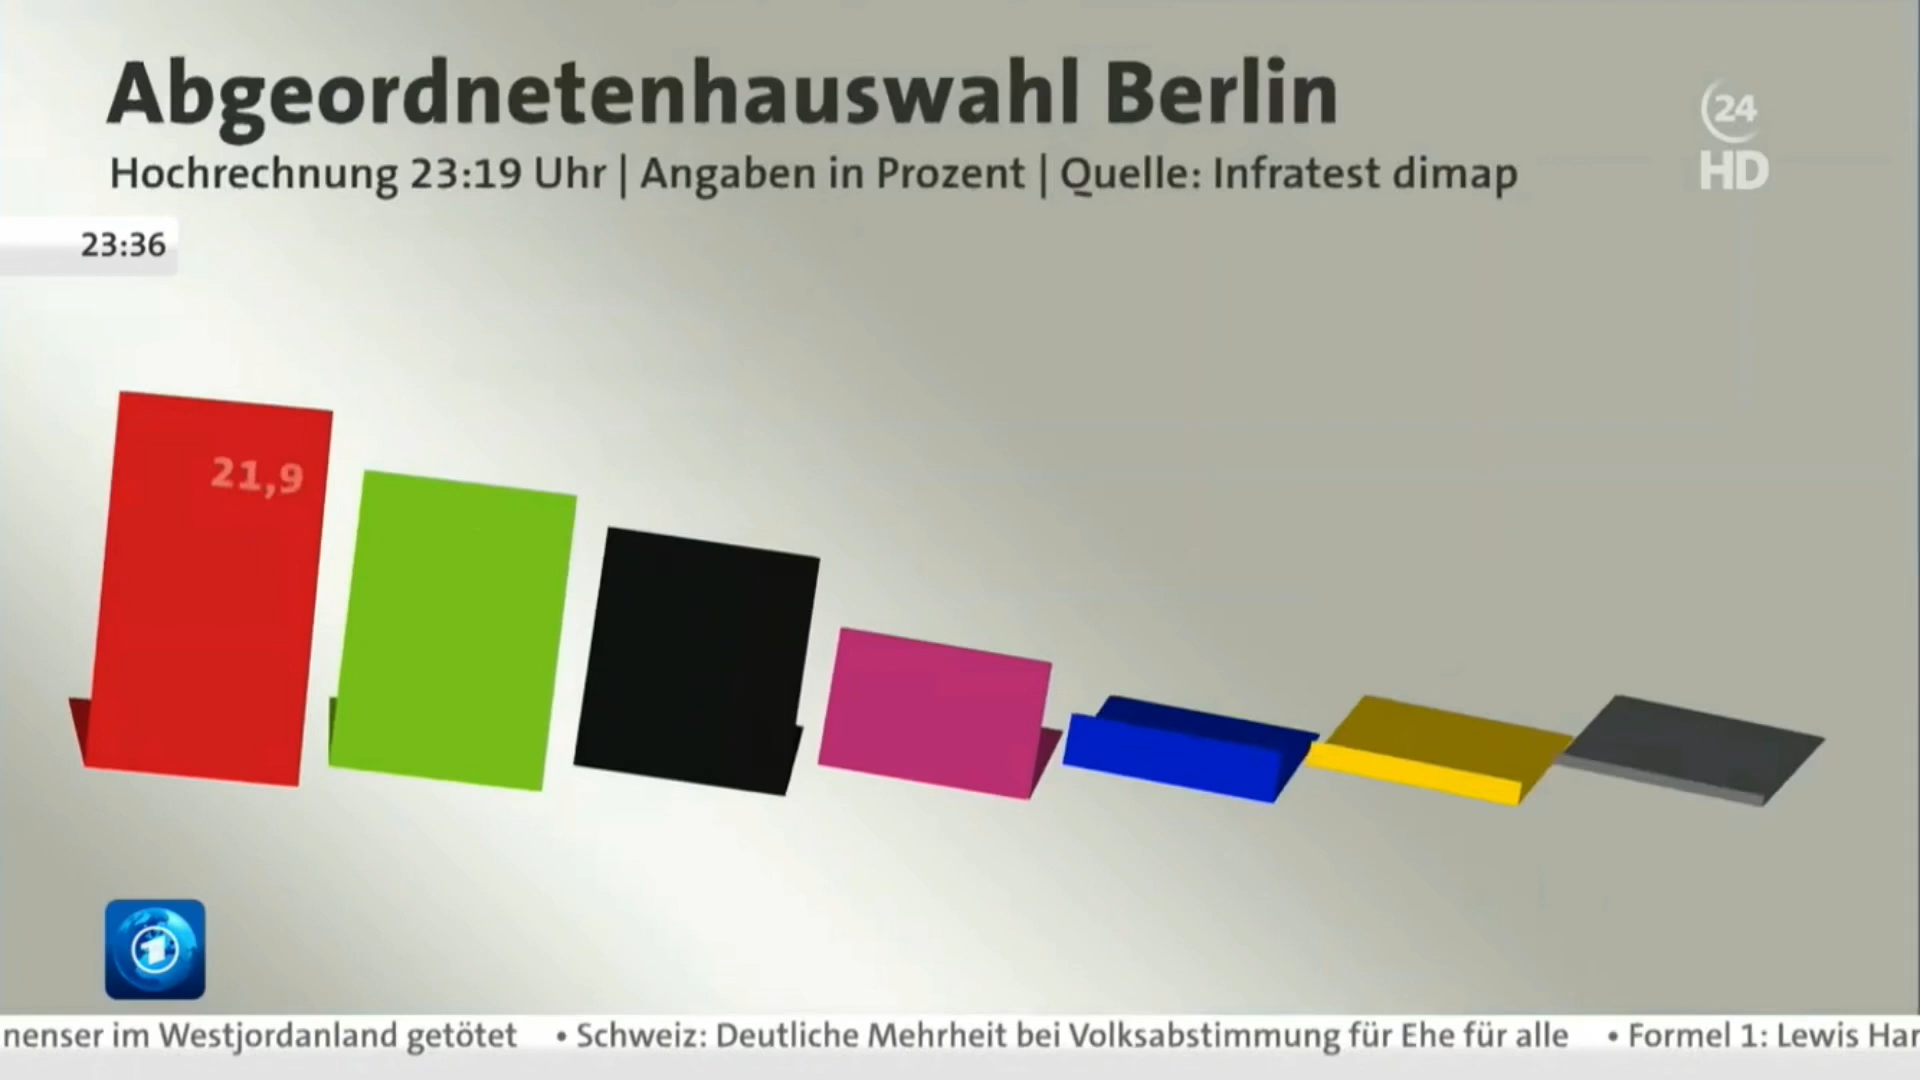 Abgeordnetenhauswahl Berlin
Hochrechnung 23:19 Uhr | Angaben in Prozent | Quelle: Infratest dimap
24
HD
23:36
21,9
1
nenser im Westjordanland getötet • Schweiz: Deutliche Mehrheit bei Volksabstimmung für Ehe für alle • Formel 1: Lewis Har